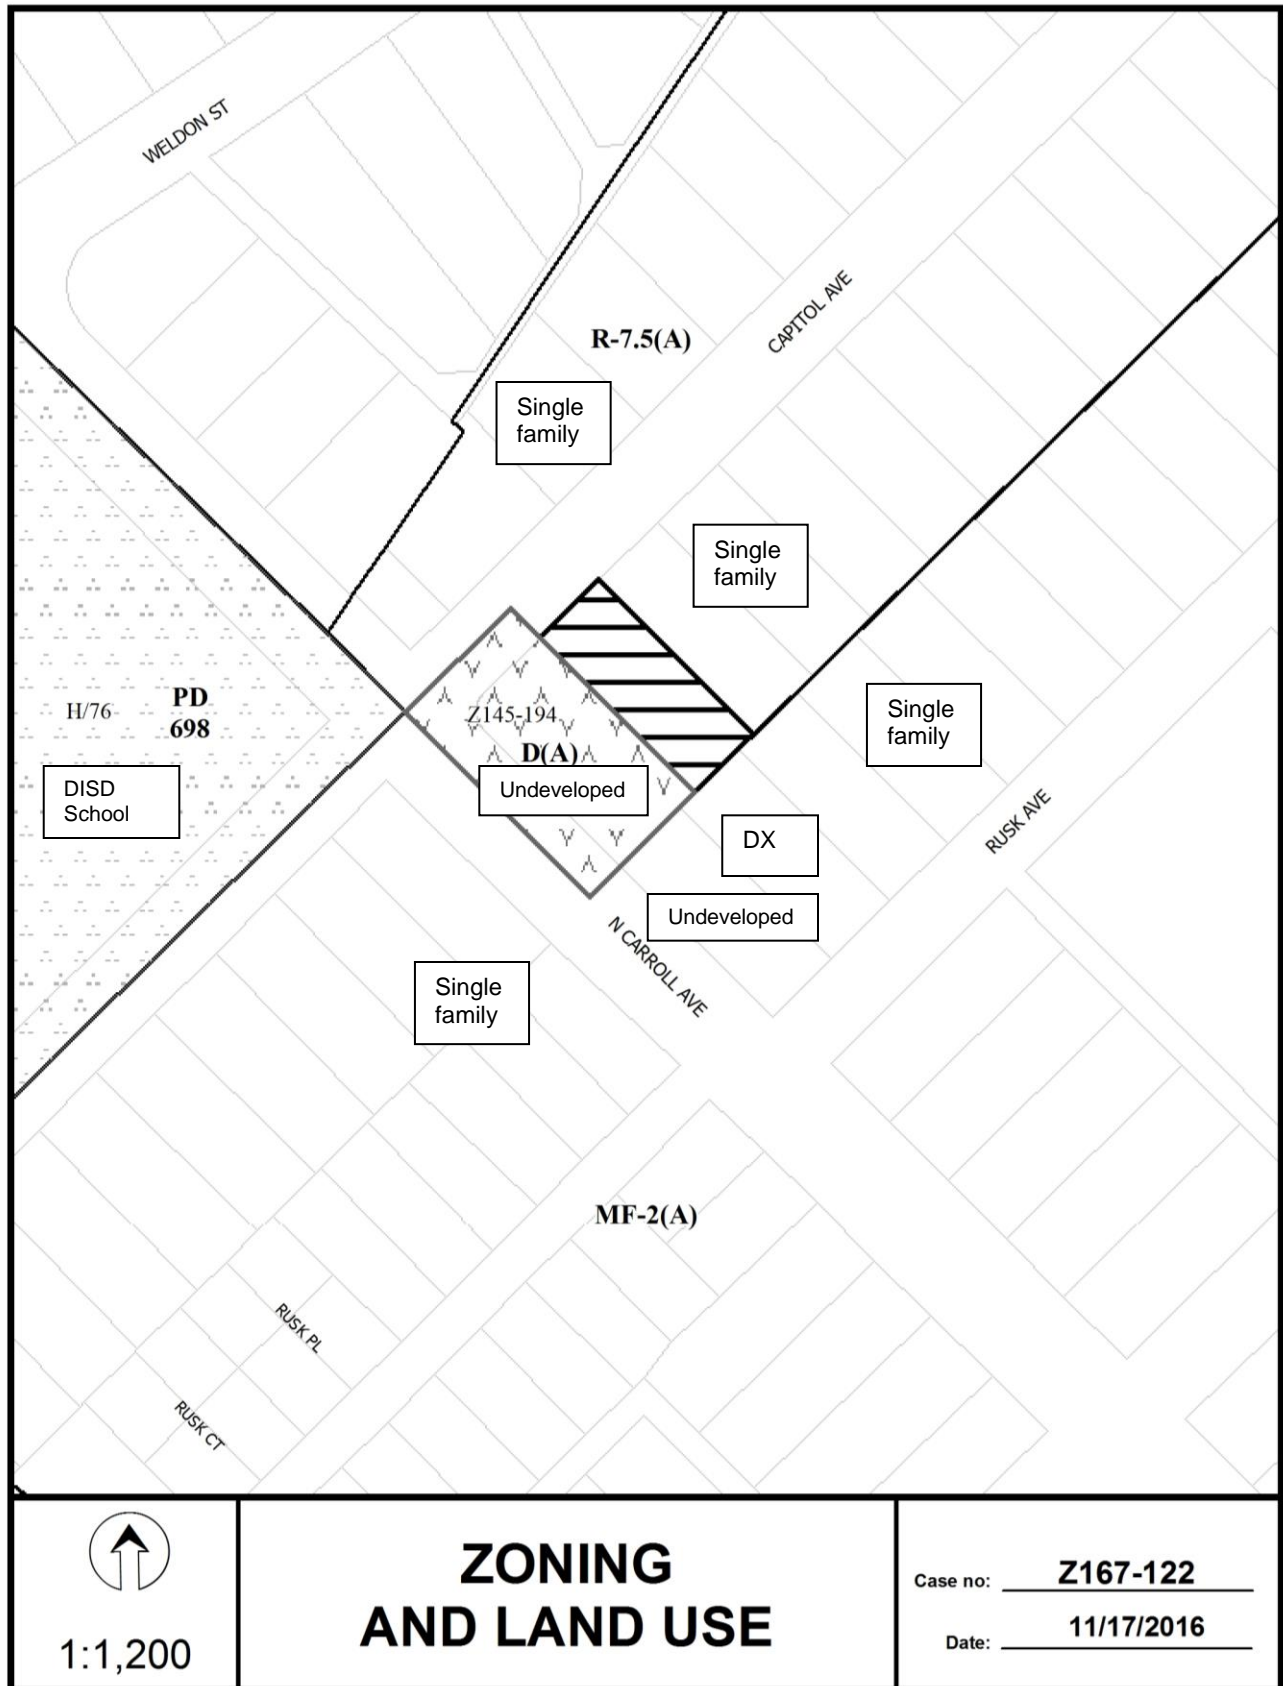 WELDON ST
CAPITOL AVE
R-7.5(A)
Single
family
Single
family
H/76
PD
698
Z145-194
D(A)
Single
family
DISD
School
Undeveloped
DX
RUSK AVE
Undeveloped
N CARROLL AVE
Single
family
MF-2(A)
RUSK PL
RUSK CT
1:1,200
ZONING
AND LAND USE
Case no: Z167-122
Date: 11/17/2016